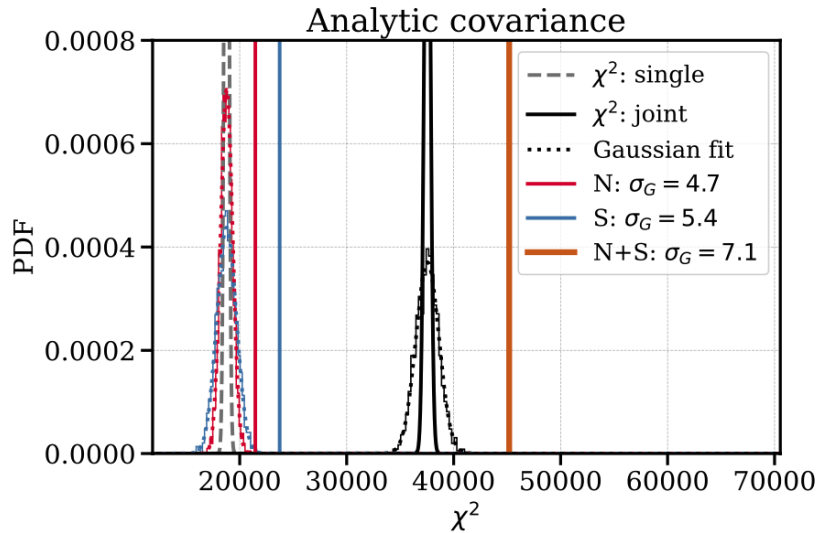 Analytic covariance
0.0008
0.0006
0.0004
0.0002
0.0000
PDF
χ²: single
χ²: joint
Gaussian fit
N: σ_G = 4.7
S: σ_G = 5.4
N+S: σ_G = 7.1
20000 30000 40000 50000 60000 70000
χ²